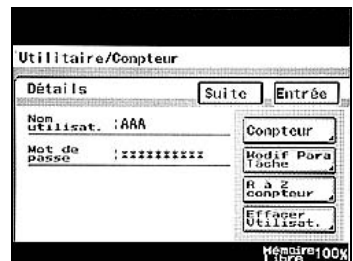 Utilitaire/Compteur
Détails
Suite
Entrée
Nom
utilisat. :AAA
Mot de
passe :**********
Compteur
Modif Para
Tâche
R à Z
compteur
Effacer
Utilisat.
Mémoire
Libre 100%